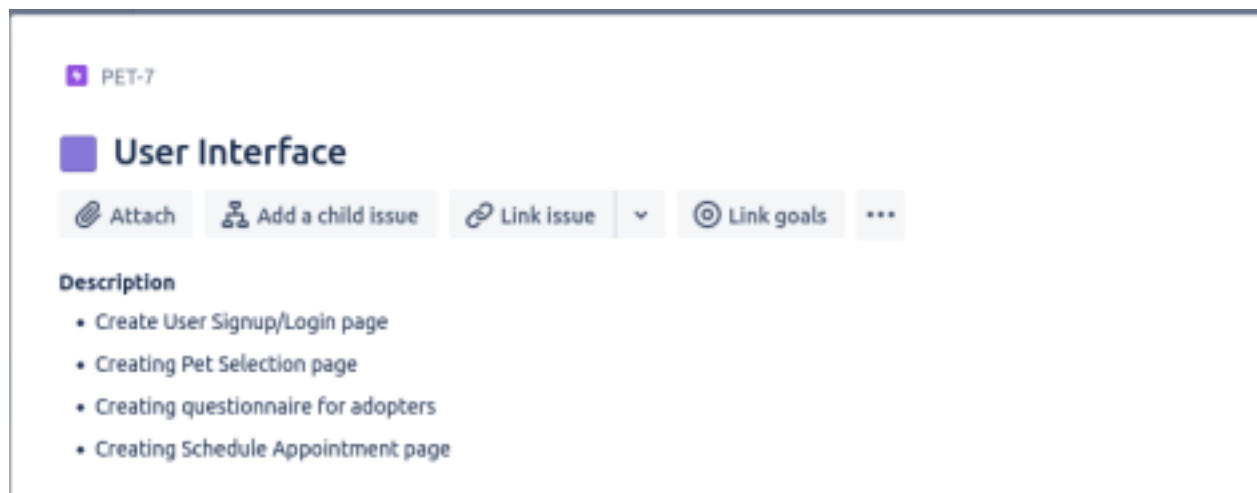 PET-7
User Interface
Attach Add a child issue Link issue Link goals
Description
• Create User Signup/Login page
• Creating Pet Selection page
• Creating questionnaire for adopters
• Creating Schedule Appointment page